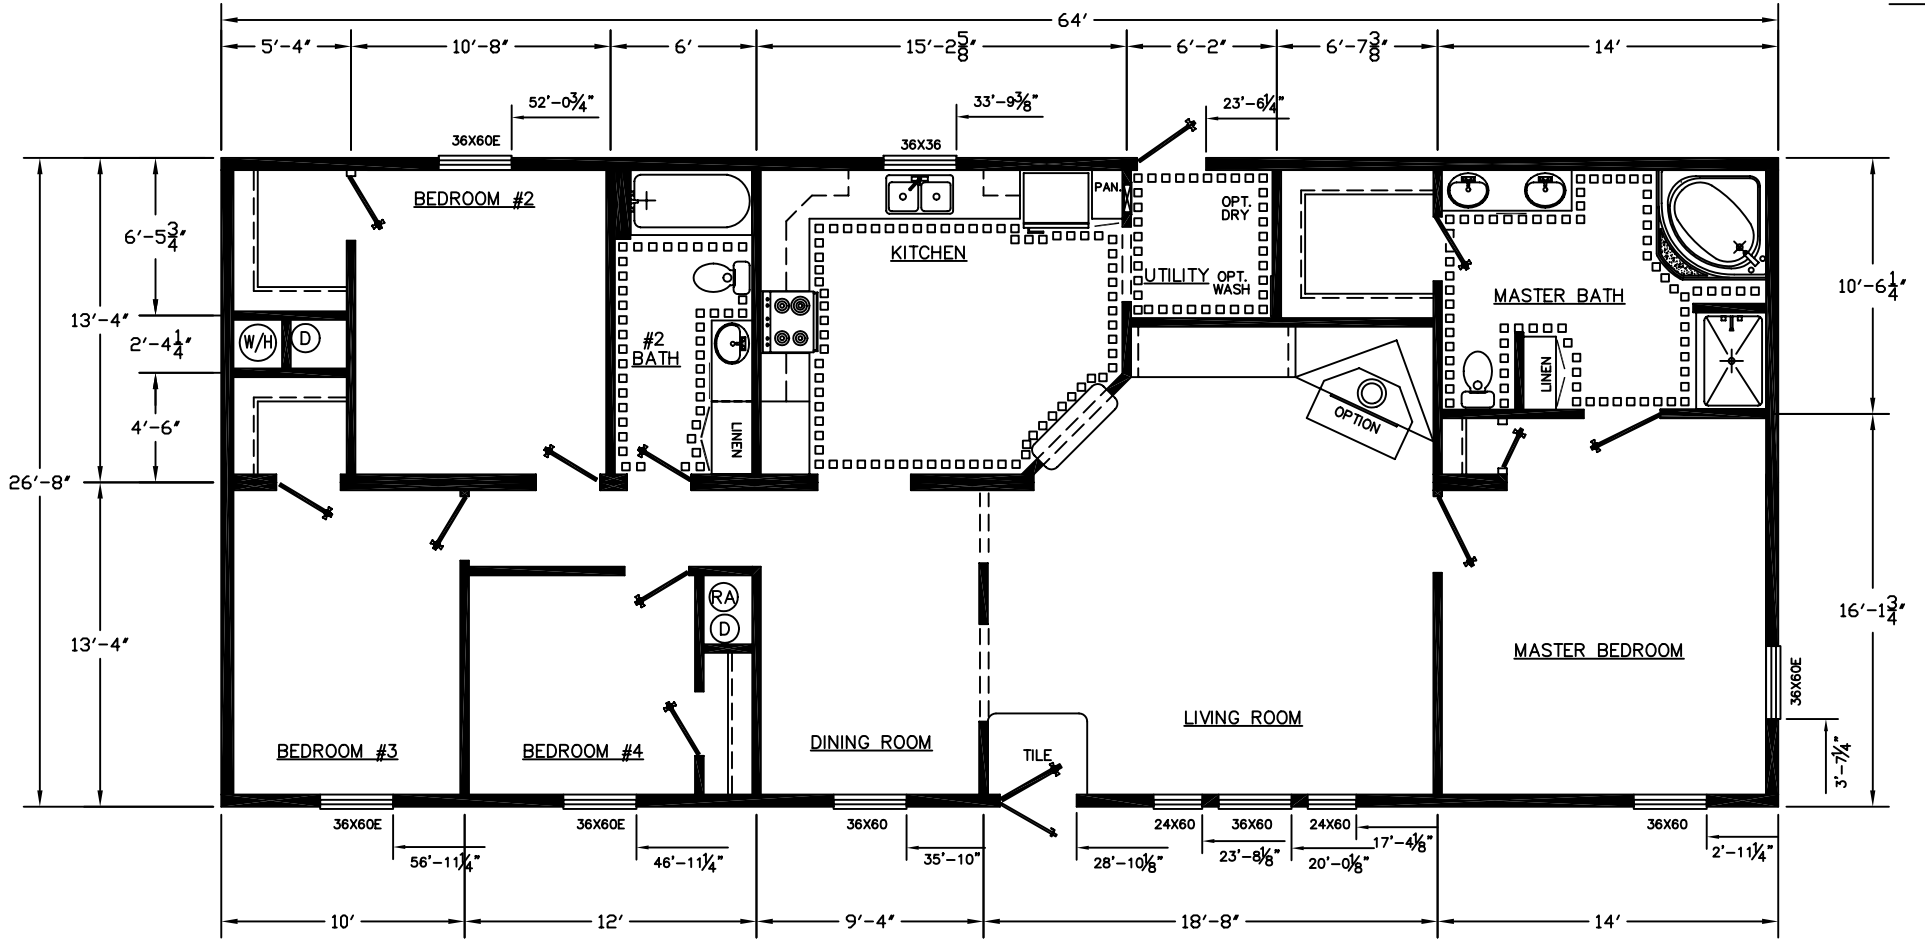 64'
5'-4"
10'-8"
6'
15'-2 5/8"
6'-2"
6'-7 3/8"
14'
52'-0 3/4"
33'-9 3/8"
23'-6 1/4"
36X60E
36X36
BEDROOM #2
PAN.
OPT.
DRY
KITCHEN
UTILITY
OPT.
WASH
MASTER BATH
6'-5 3/4"
13'-4"
2'-4 1/4"
4'-6"
26'-8"
13'-4"
10'-6 1/4"
16'-1 3/4"
W/H
D
#2
BATH
LINEN
LINEN
OPTION
RA
D
MASTER BEDROOM
36X60E
3'-7 1/4"
LIVING ROOM
BEDROOM #3
BEDROOM #4
DINING ROOM
TILE
36X60E
36X60E
36X60
24X60
36X60
24X60
36X60
56'-11 1/4"
46'-11 1/4"
35'-10"
28'-10 1/8"
23'-8 1/8"
20'-0 1/8"
17'-4 1/8"
2'-11 1/4"
10'
12'
9'-4"
18'-8"
14'